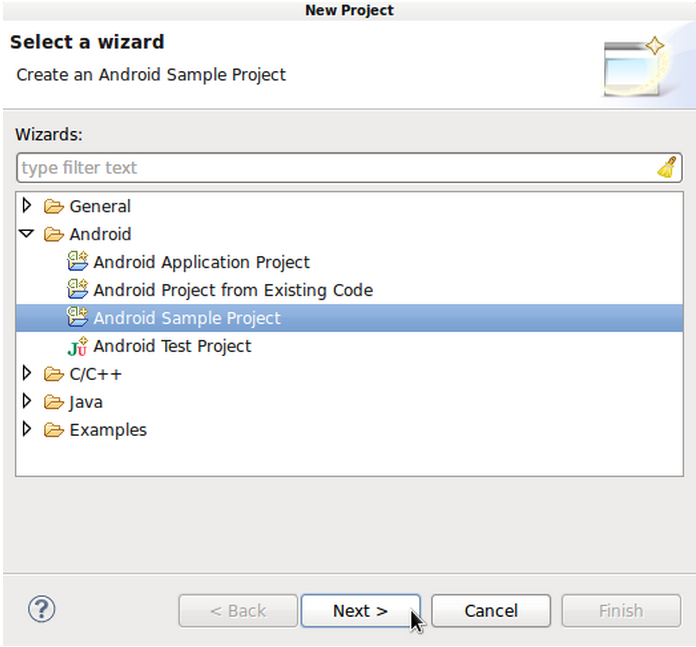 New Project
Select a wizard
Create an Android Sample Project
Wizards:
type filter text
General
Android
Android Application Project
Android Project from Existing Code
Android Sample Project
Ju Android Test Project
C/C++
Java
Examples
? < Back Next > Cancel Finish